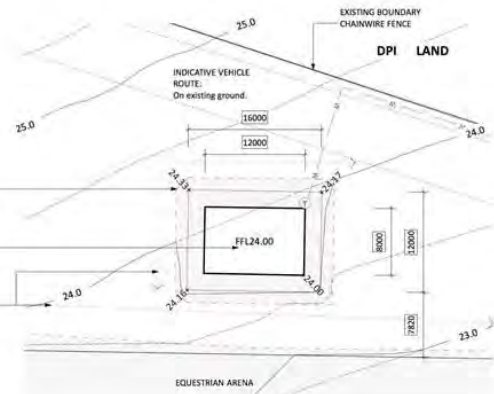 EXISTING BOUNDARY
CHAINWIRE FENCE
25.0
DPI LAND
INDICATIVE VEHICLE
ROUTE:
On existing ground.
25.0
16000
24.0
12000
24.33
24.17
FFL24.00
8000
12000
24.0
24.16
24.00
7820
23.0
EQUESTRIAN ARENA